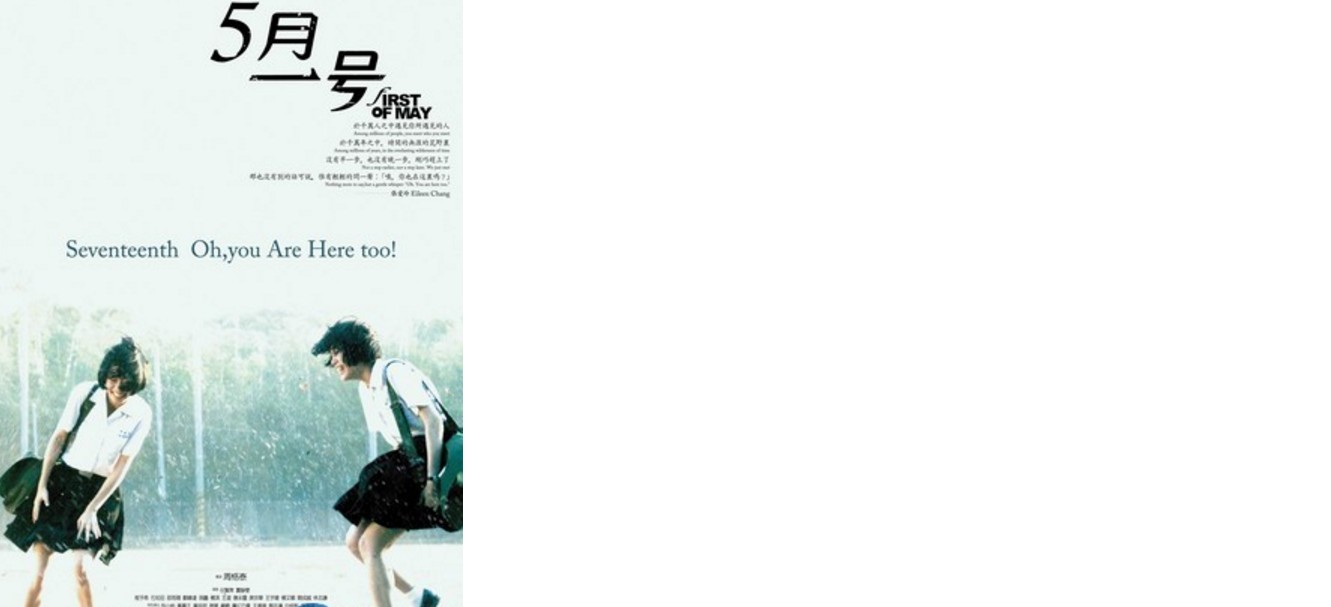 5月一号
FIRST
OF MAY
於千萬人之中遇見你所遇見的人
Among millions of people, you meet who you meet
於千萬年之中，時間的無涯的荒野裏
Among millions of years, in the everlasting wilderness of time
沒有早一步，也沒有晚一步，剛巧趕上了
Not a step earlier, nor a step later. We just met
那也沒有別的話可說，惟有輕輕的問一聲：「噢，你也在這裏嗎？」
Nothing more to say, but a gentle whisper: "Oh. You are here too."
張愛玲 Eileen Chang
Seventeenth Oh,you Are Here too!
周格泰